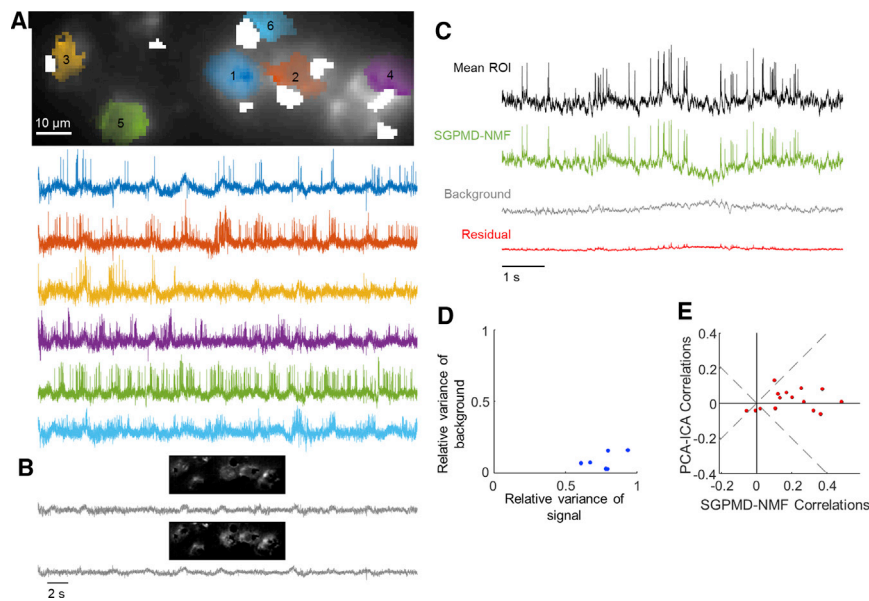 A
6
3
1
2
4
5
10 µm
B
2 s
C
Mean ROI
SGPMD-NMF
Background
Residual
1 s
D
1
0.5
0
0
0.5
1
Relative variance of
background
Relative variance of
signal
E
0.4
0.2
0
-0.2
-0.4
-0.2
0
0.2
0.4
PCA-ICA Correlations
SGPMD-NMF Correlations